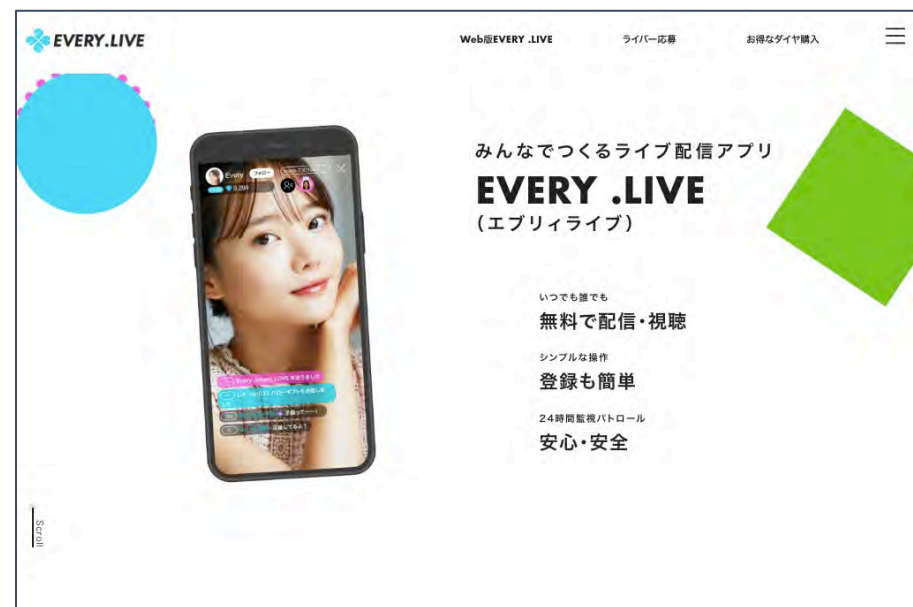 EVERY.LIVE
Web版EVERY .LIVE
ライバー応募
お得なダイヤ購入
みんなでつくるライブ配信アプリ
EVERY .LIVE
(エブリィライブ)
いつでも誰でも
無料で配信・視聴
シンプルな操作
登録も簡単
24時間監視パトロール
安心・安全
Every
フォロー
Scroll